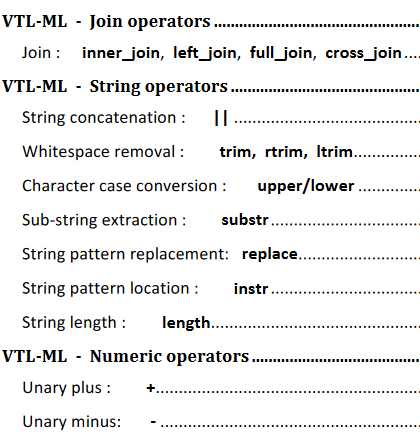 VTL-ML - Join operators ........................................
Join : inner_join, left_join, full_join, cross_join....
VTL-ML - String operators .....................................
String concatenation : || ........................................
Whitespace removal : trim, rtrim, ltrim...............
Character case conversion : upper/lower ..............
Sub-string extraction : substr.................................
String pattern replacement: replace..........................
String pattern location : instr.................................
String length : length..............................................
VTL-ML - Numeric operators .................................
Unary plus : +..........................................................
Unary minus: - .........................................................